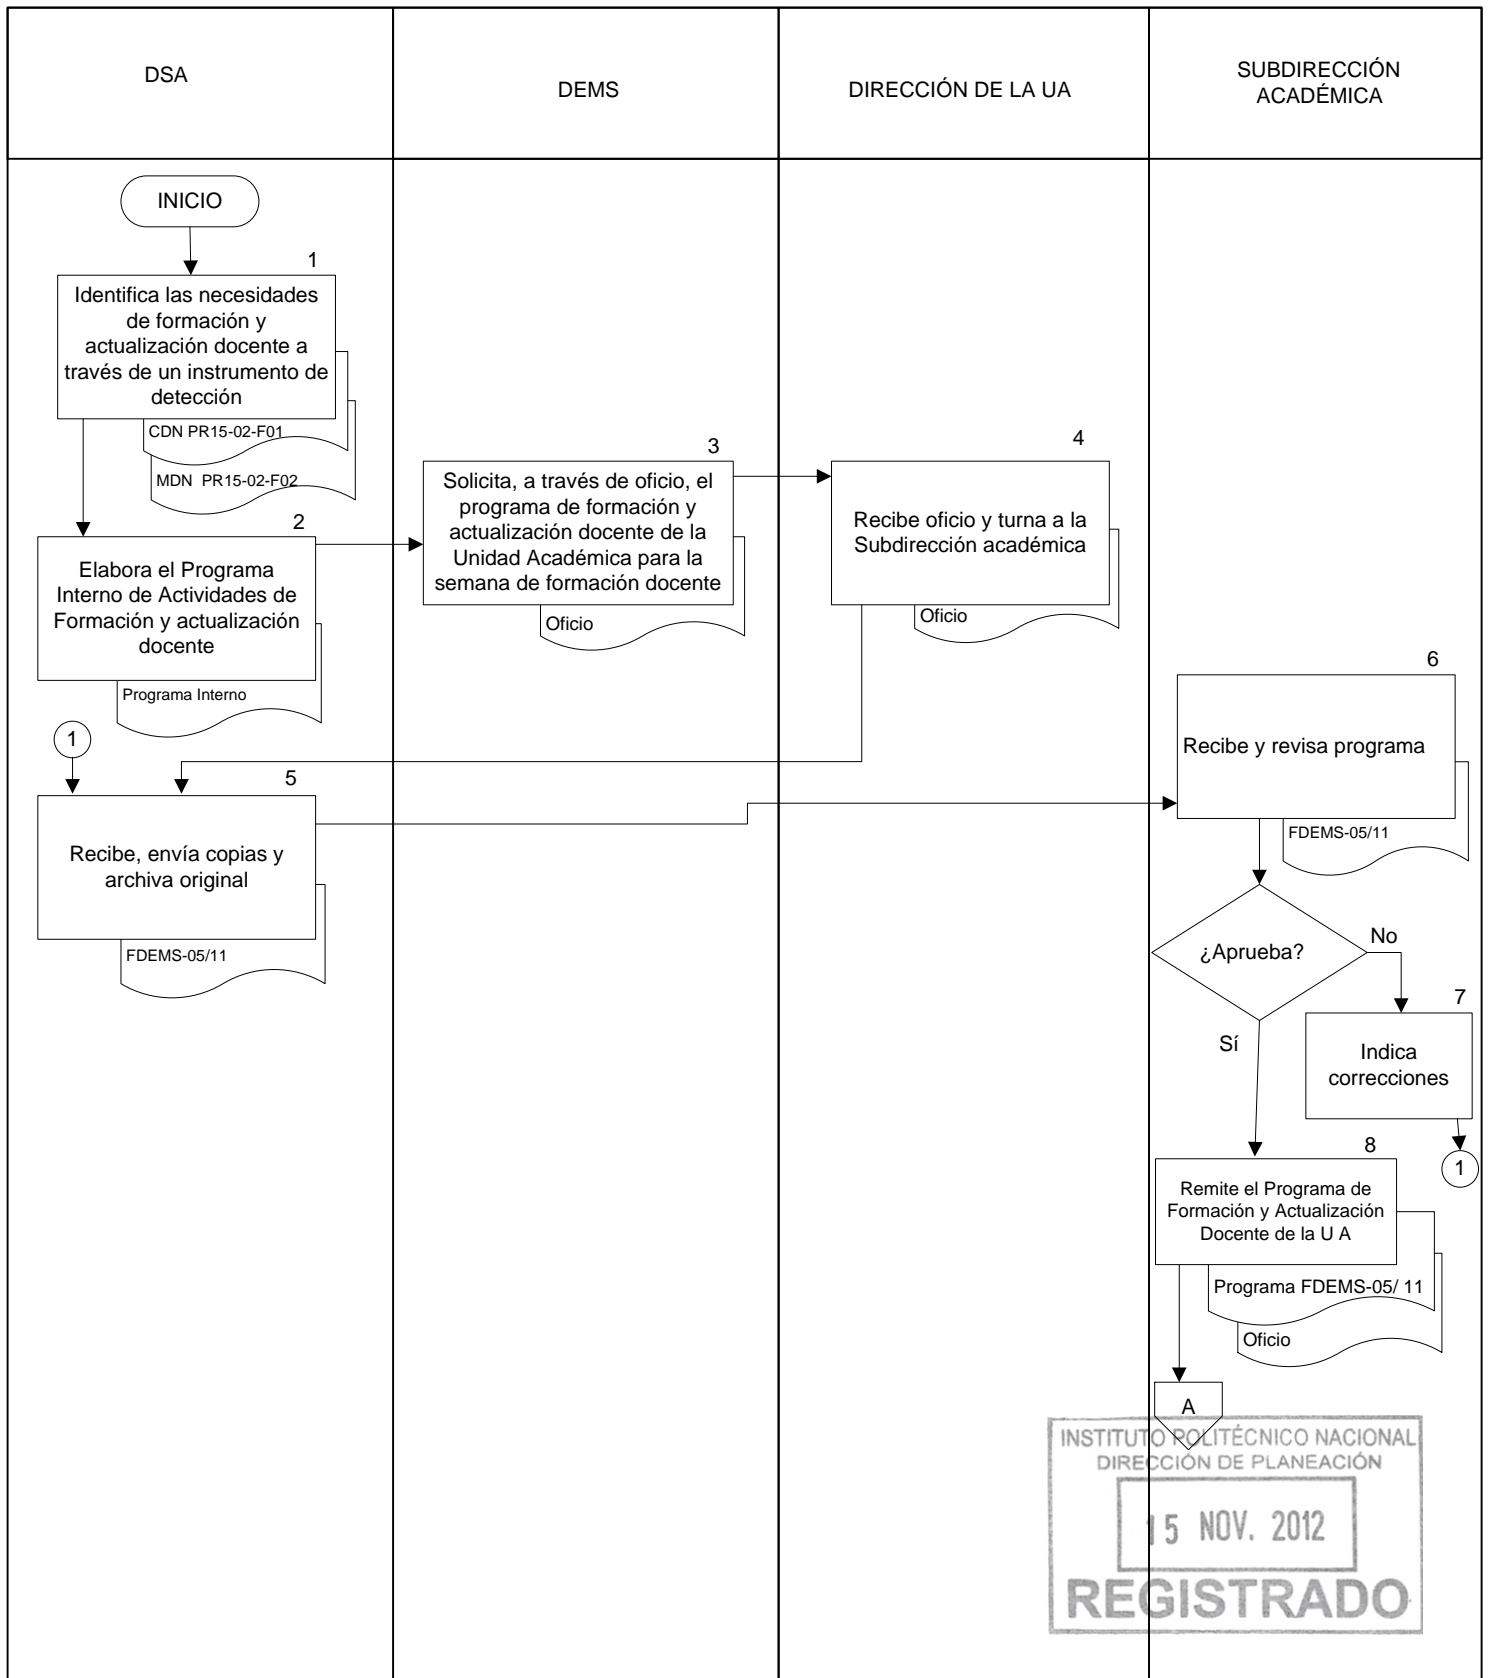 DSA
DEMS
DIRECCIÓN DE LA UA
SUBDIRECCIÓN
ACADÉMICA
INICIO
1
Identifica las necesidades
de formación y
actualización docente a
través de un instrumento de
detección
CDN PR15-02-F01
MDN PR15-02-F02
2
Elabora el Programa
Interno de Actividades de
Formación y actualización
docente
Programa Interno
3
Solicita, a través de oficio, el
programa de formación y
actualización docente de la
Unidad Académica para la
semana de formación docente
Oficio
4
Recibe oficio y turna a la
Subdirección académica
Oficio
1
5
Recibe, envía copias y
archiva original
FDEMS-05/11
6
Recibe y revisa programa
FDEMS-05/11
¿Aprueba?
No
Sí
7
Indica
correcciones
1
8
Remite el Programa de
Formación y Actualización
Docente de la U A
Programa FDEMS-05/ 11
Oficio
A
INSTITUTO POLITÉCNICO NACIONAL
DIRECCIÓN DE PLANEACIÓN
15 NOV. 2012
REGISTRADO